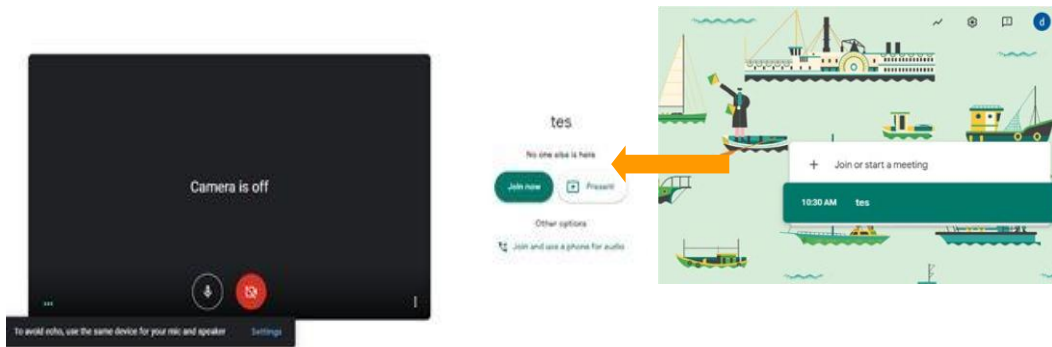 Camera is off
To avoid echo, use the same device for your mic and speaker Settings
tes
No one else is here
Join now Present
Other options
Join and use a phone for audio
d
+ Join or start a meeting
10:30 AM tes